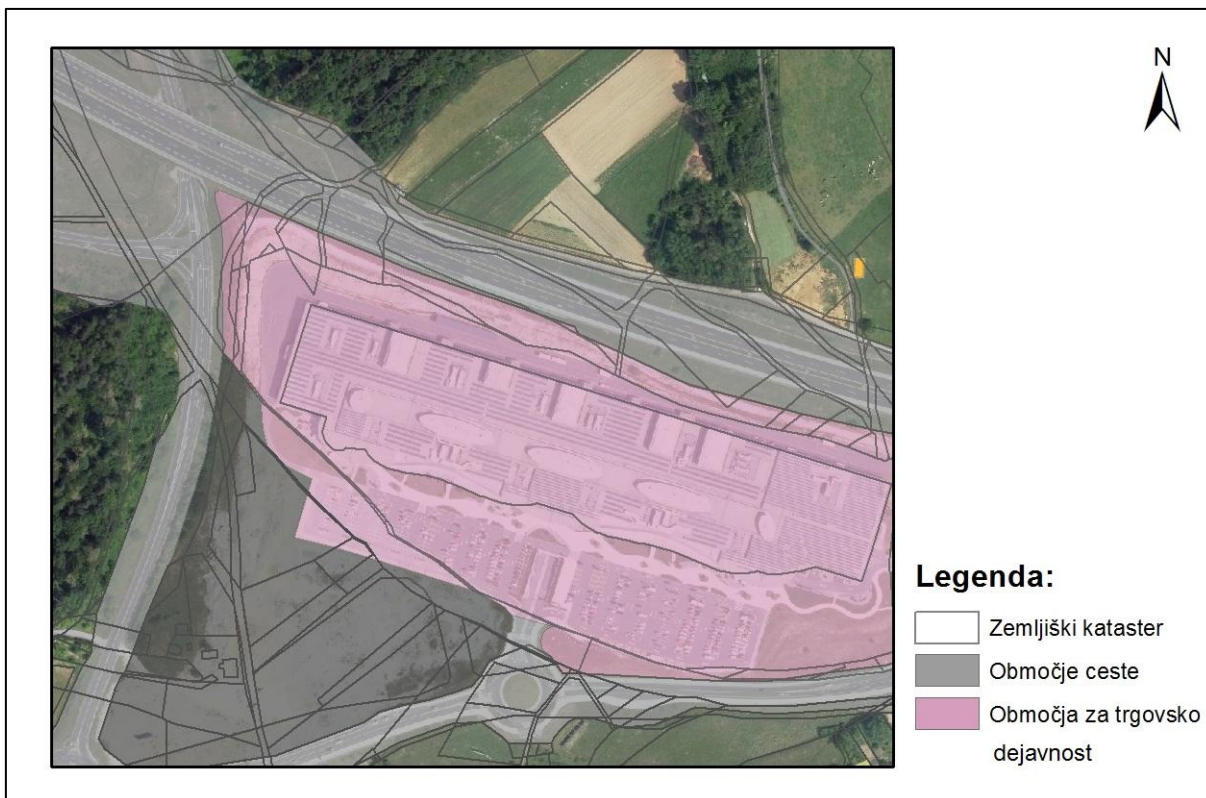 N
Legenda:
Zemljiški kataster
Območje ceste
Območja za trgovsko
dejavnost